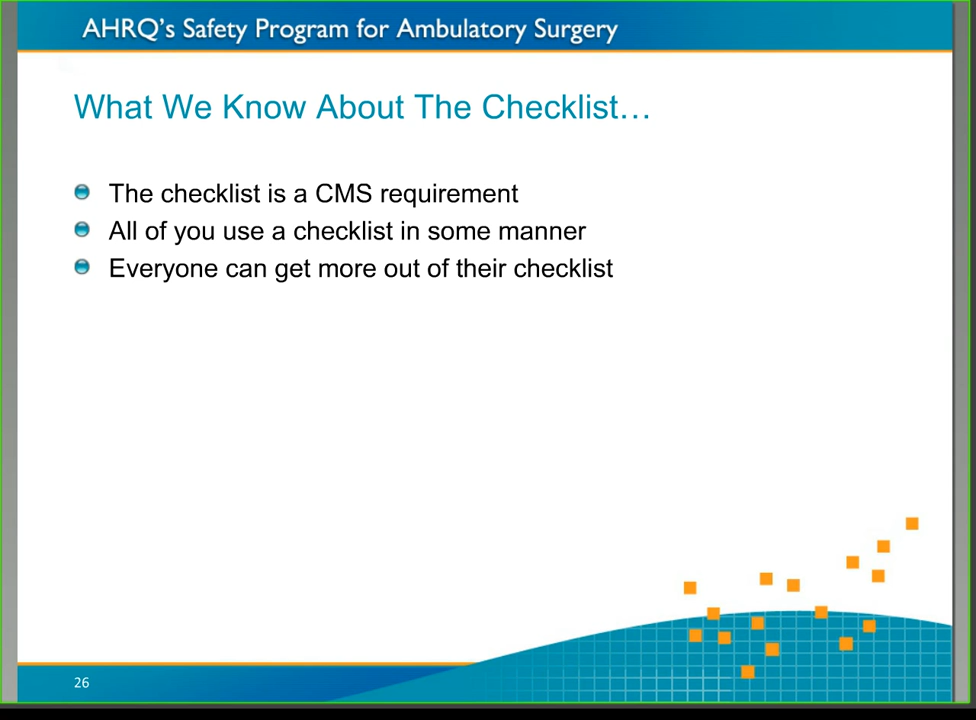 AHRQ's Safety Program for Ambulatory Surgery
What We Know About The Checklist…
The checklist is a CMS requirement
All of you use a checklist in some manner
Everyone can get more out of their checklist
26